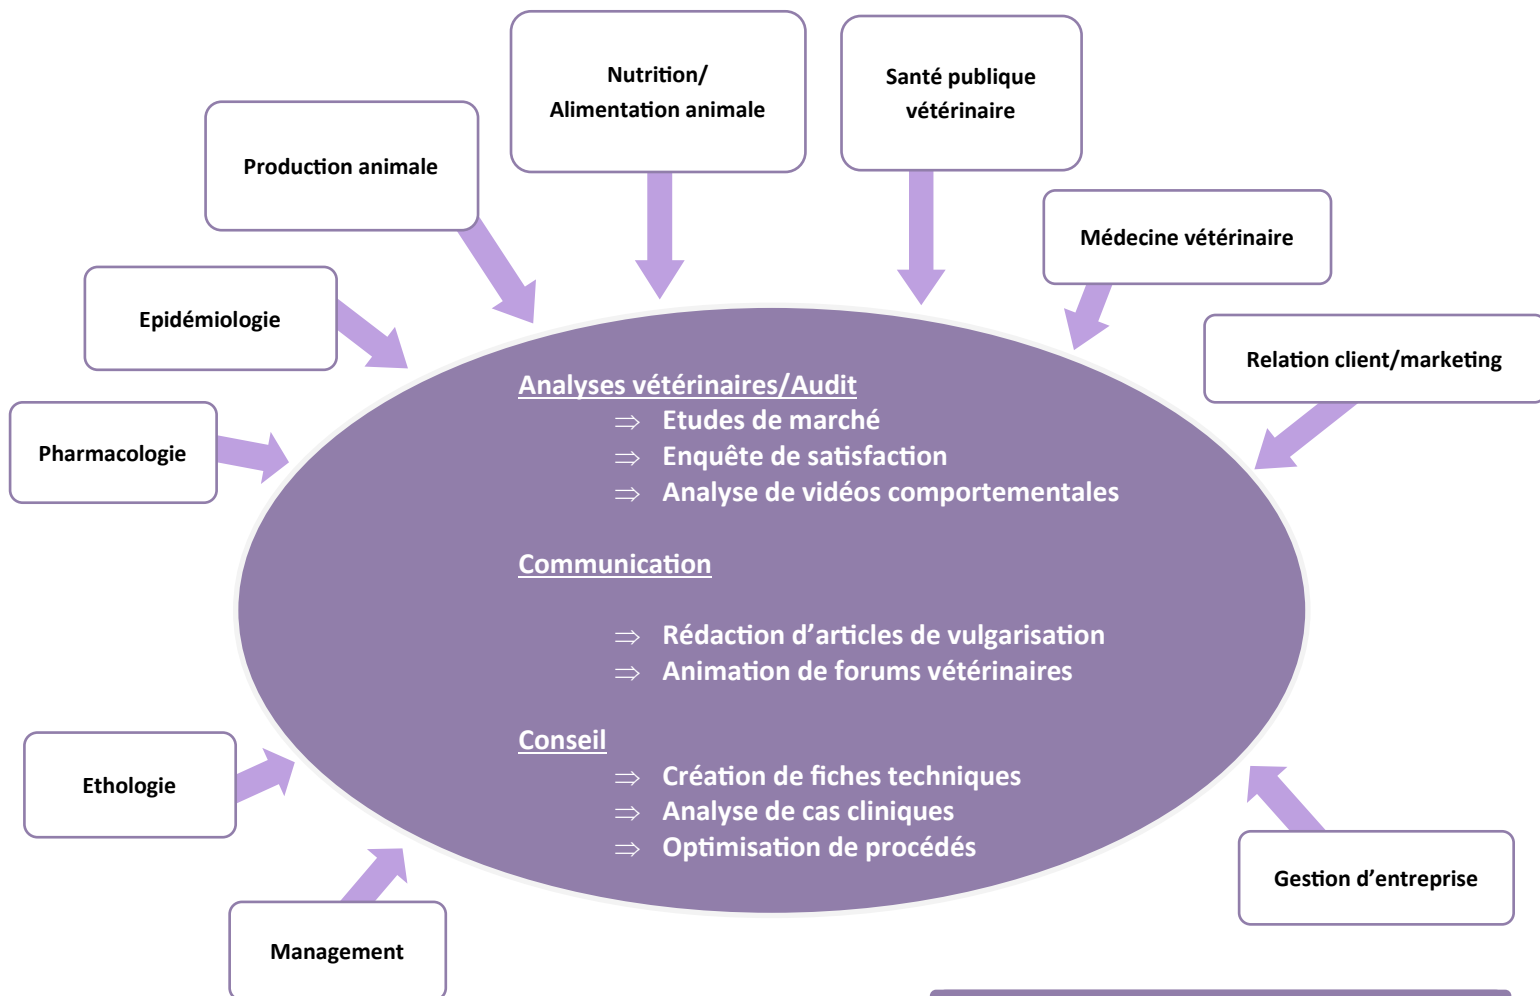 Nutrition/
Alimentation animale
Santé publique
vétérinaire
Production animale
Médecine vétérinaire
Epidémiologie
Relation client/marketing
Pharmacologie
Analyses vétérinaires/Audit
⇒ Etudes de marché
⇒ Enquête de satisfaction
⇒ Analyse de vidéos comportementales
Communication
⇒ Rédaction d’articles de vulgarisation
⇒ Animation de forums vétérinaires
Conseil
⇒ Création de fiches techniques
⇒ Analyse de cas cliniques
⇒ Optimisation de procédés
Ethologie
Gestion d’entreprise
Management